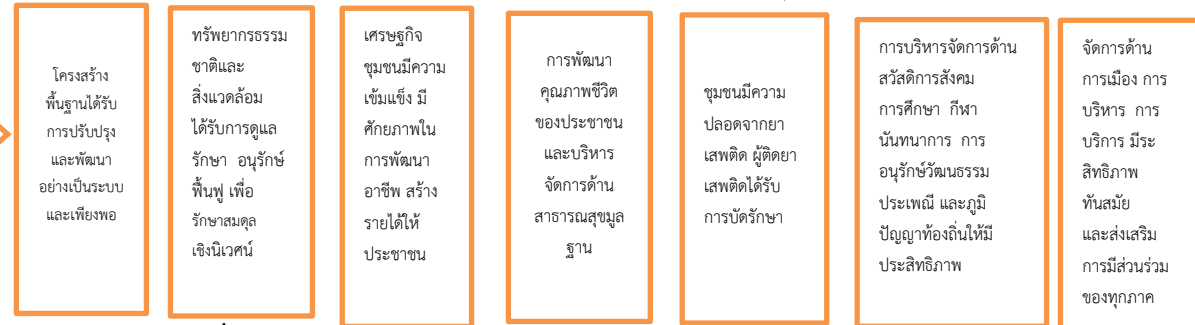 โครงสร้าง
พื้นฐานได้รับ
การปรับปรุง
และพัฒนา
อย่างเป็นระบบ
และเพียงพอ
ทรัพยากรธรรม
ชาติและ
สิ่งแวดล้อม
ได้รับการดูแล
รักษา อนุรักษ์
ฟื้นฟู เพื่อ
รักษาสมดุล
เชิงนิเวศน์
เศรษฐกิจ
ชุมชนมีความ
เข้มแข็ง มี
ศักยภาพใน
การพัฒนา
อาชีพ สร้าง
รายได้ให้
ประชาชน
การพัฒนา
คุณภาพชีวิต
ของประชาชน
และบริหาร
จัดการด้าน
สาธารณสุขมูล
ฐาน
ชุมชนมีความ
ปลอดจากยา
เสพติด ผู้ติดยา
เสพติดได้รับ
การบัดรักษา
การบริหารจัดการด้าน
สวัสดิการสังคม
การศึกษา กีฬา
นันทนาการ การ
อนุรักษ์วัฒนธรรม
ประเพณี และภูมิ
ปัญญาท้องถิ่นให้มี
ประสิทธิภาพ
จัดการด้าน
การเมือง การ
บริหาร การ
บริการ มีระ
สิทธิภาพ
ทันสมัย
และส่งเสริม
การมีส่วนร่วม
ของทุกภาค